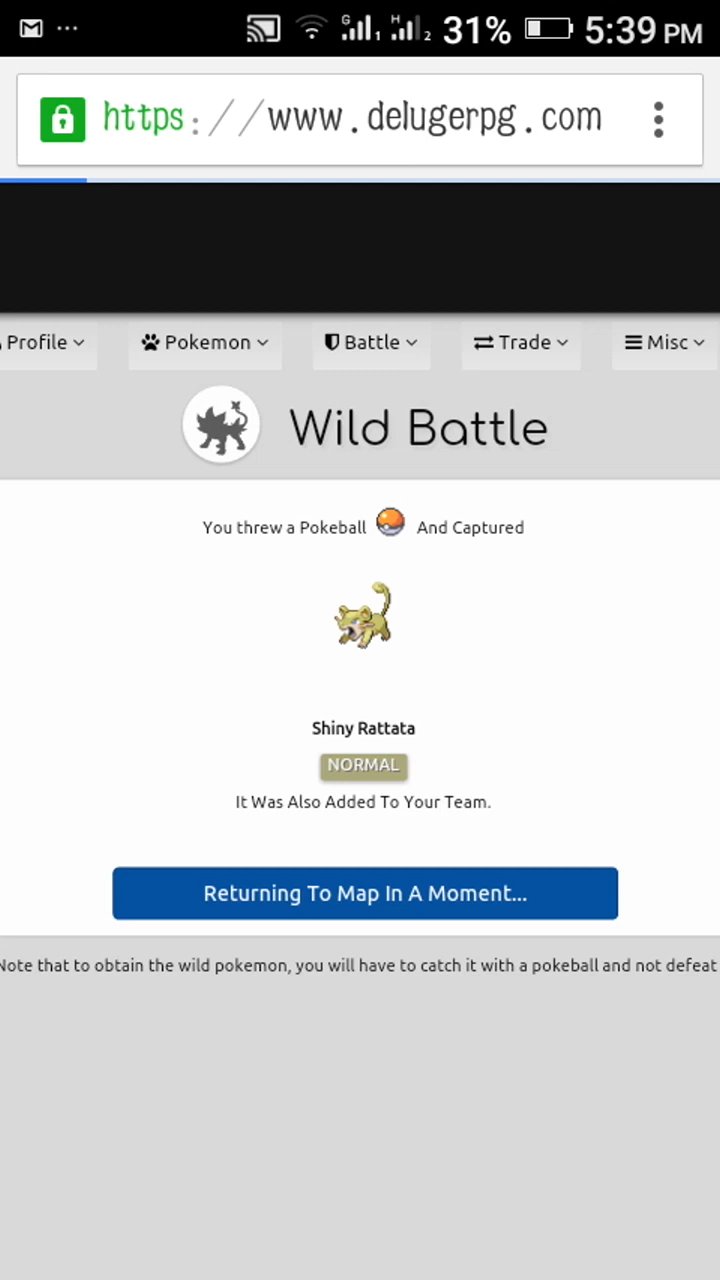 31% 5:39 PM
G 1 H 2
https://www.delugerpg.com
Profile Pokemon Battle Trade Misc
Wild Battle
You threw a Pokeball And Captured
Shiny Rattata
NORMAL
It Was Also Added To Your Team.
Returning To Map In A Moment...
Note that to obtain the wild pokemon, you will have to catch it with a pokeball and not defeat